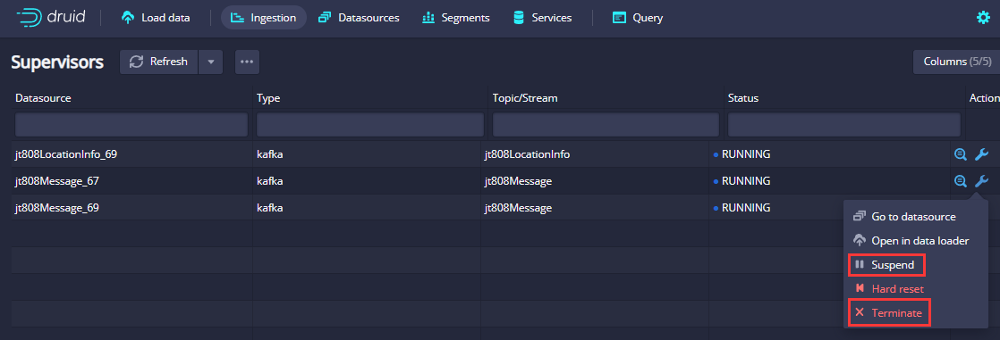 druid Load data Ingestion Datasources Segments Services Query
Supervisors Refresh Columns (5/5)
Datasource Type Topic/Stream Status Action
jt808LocationInfo_69 kafka jt808LocationInfo RUNNING
jt808Message_67 kafka jt808Message RUNNING
jt808Message_69 kafka jt808Message RUNNING
Go to datasource
Open in data loader
Suspend
Hard reset
Terminate